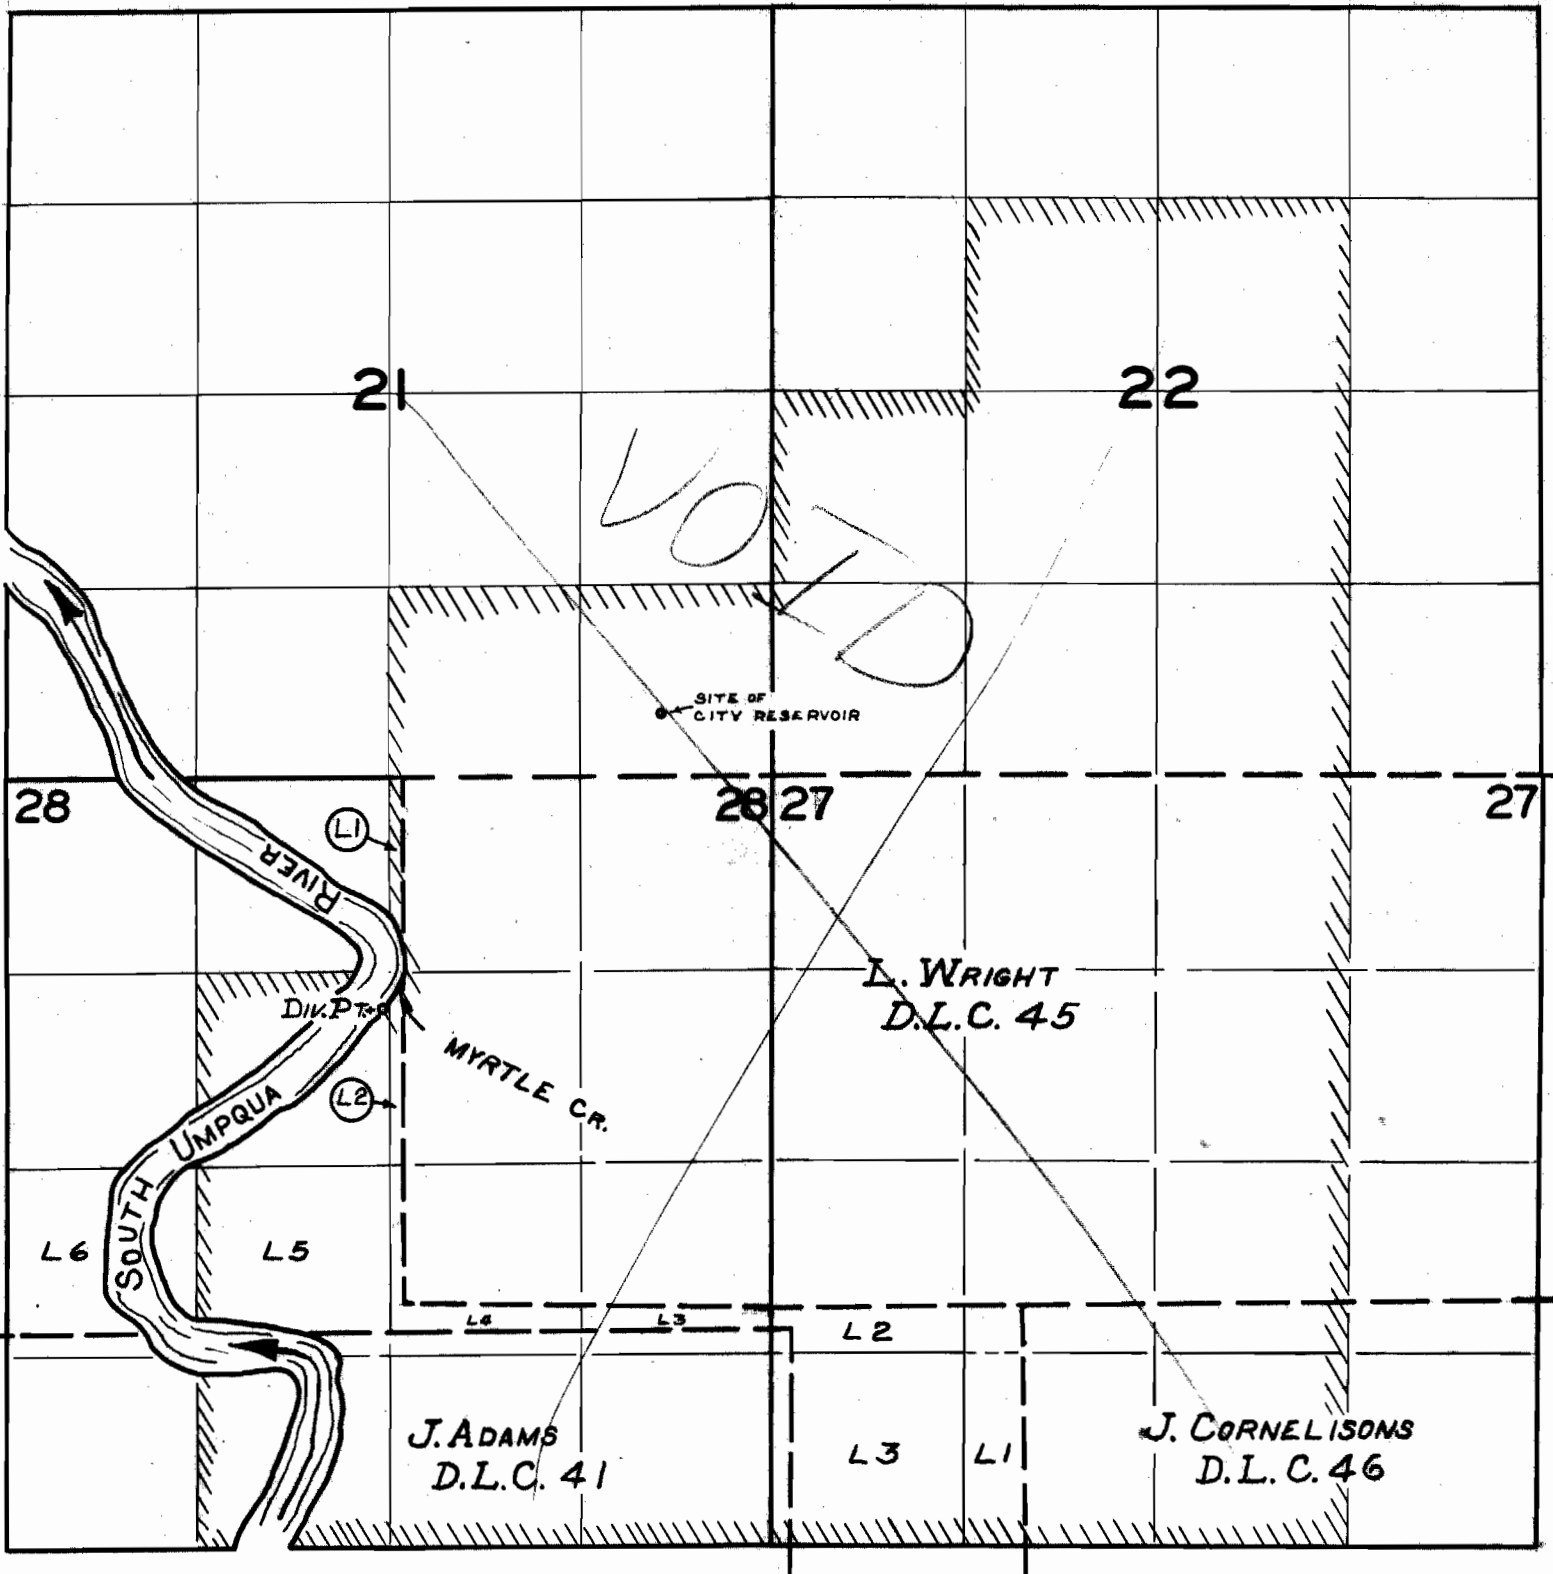 21
22
VOID
SITE OF
CITY RESERVOIR
28
28
27
27
L1
RIVER
L. WRIGHT
D.L.C. 45
DIV. PT.
MYRTLE CR.
L2
UMPQUA
SOUTH
L6
L5
L4
L3
L2
J. ADAMS
D.L.C. 41
L3
L1
J. CORNELISONS
D.L.C. 46